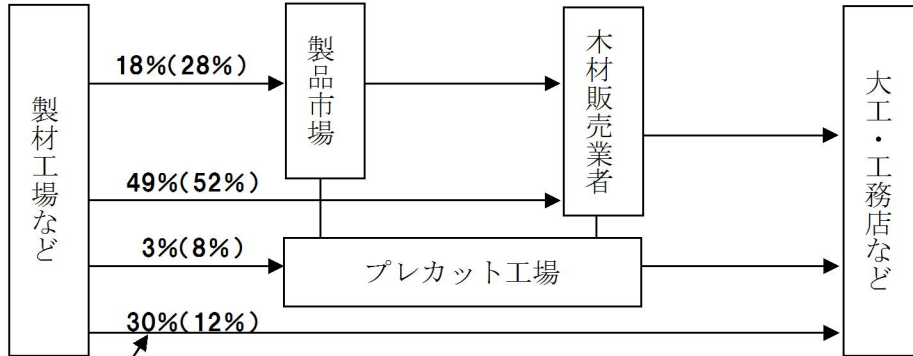 製材工場など
18%(28%)
製品市場
木材販売業者
大工・工務店など
49%(52%)
3%(8%)
プレカット工場
30%(12%)